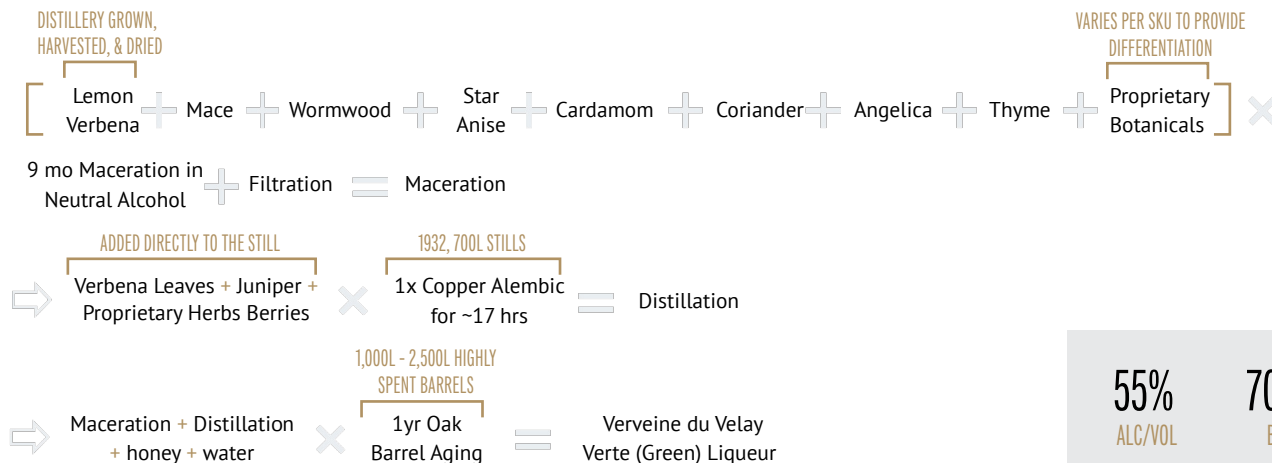 DISTILLERY GROWN,
HARVESTED, & DRIED
VARIES PER SKU TO PROVIDE
DIFFERENTIATION
[ Lemon Verbena + Mace + Wormwood + Star Anise + Cardamom + Coriander + Angelica + Thyme + Proprietary Botanicals ] ×
9 mo Maceration in Neutral Alcohol + Filtration = Maceration
ADDED DIRECTLY TO THE STILL
1932, 700L STILLS
⇨ Verbena Leaves + Juniper + Proprietary Herbs Berries × 1x Copper Alembic for ~17 hrs = Distillation
1,000L - 2,500L HIGHLY
SPENT BARRELS
⇨ Maceration + Distillation + honey + water × 1yr Oak Barrel Aging = Verveine du Velay Verte (Green) Liqueur
55%
ALC/VOL